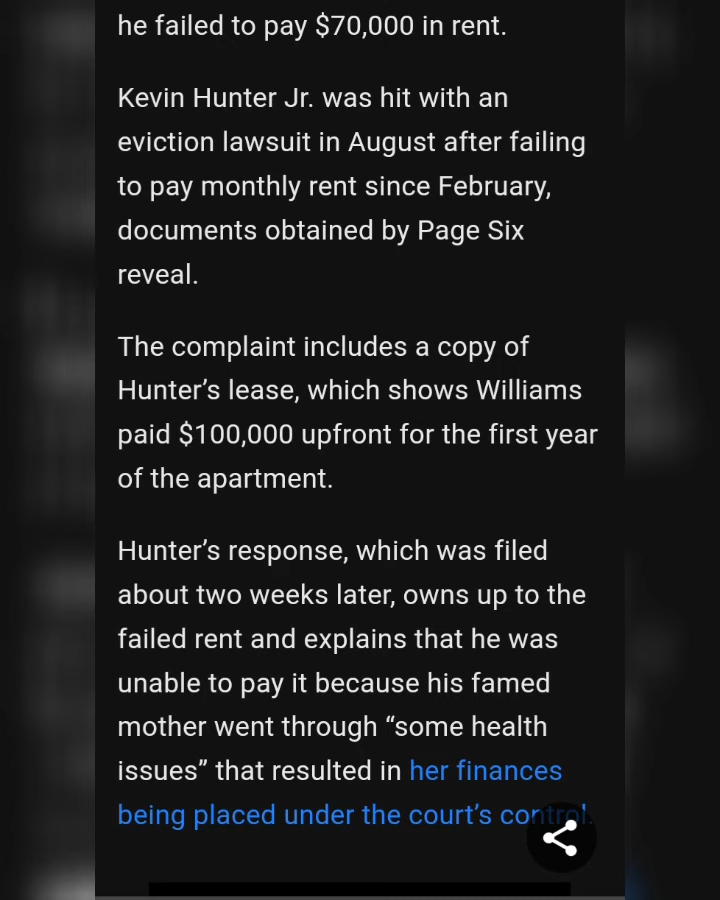 he failed to pay $70,000 in rent.
Kevin Hunter Jr. was hit with an
eviction lawsuit in August after failing
to pay monthly rent since February,
documents obtained by Page Six
reveal.
The complaint includes a copy of
Hunter’s lease, which shows Williams
paid $100,000 upfront for the first year
of the apartment.
Hunter’s response, which was filed
about two weeks later, owns up to the
failed rent and explains that he was
unable to pay it because his famed
mother went through “some health
issues” that resulted in her finances
being placed under the court’s control.